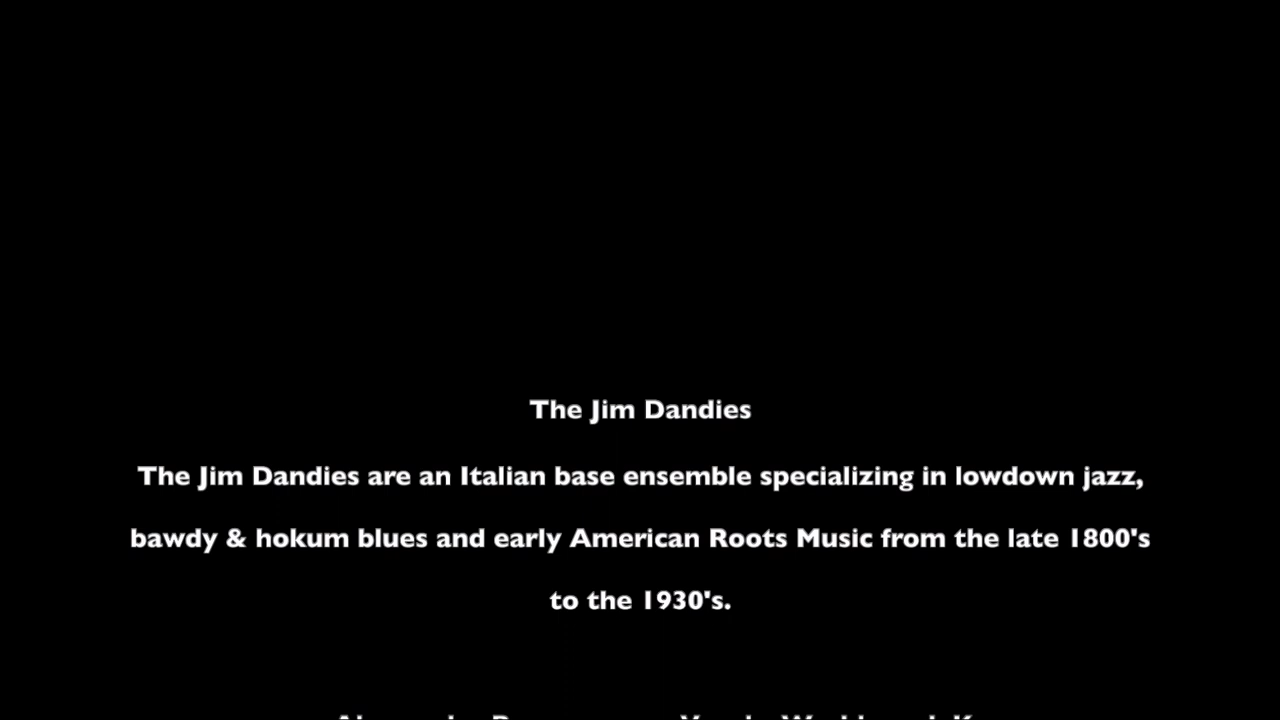 The Jim Dandies
The Jim Dandies are an Italian base ensemble specializing in lowdown jazz,
bawdy & hokum blues and early American Roots Music from the late 1800's
to the 1930's.